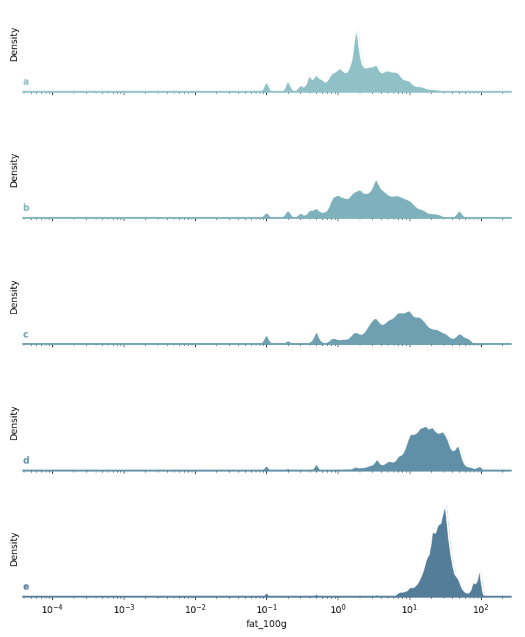 Density
a
Density
b
Density
c
Density
d
Density
e
10⁻⁴ 10⁻³ 10⁻² 10⁻¹ 10⁰ 10¹ 10²
fat_100g